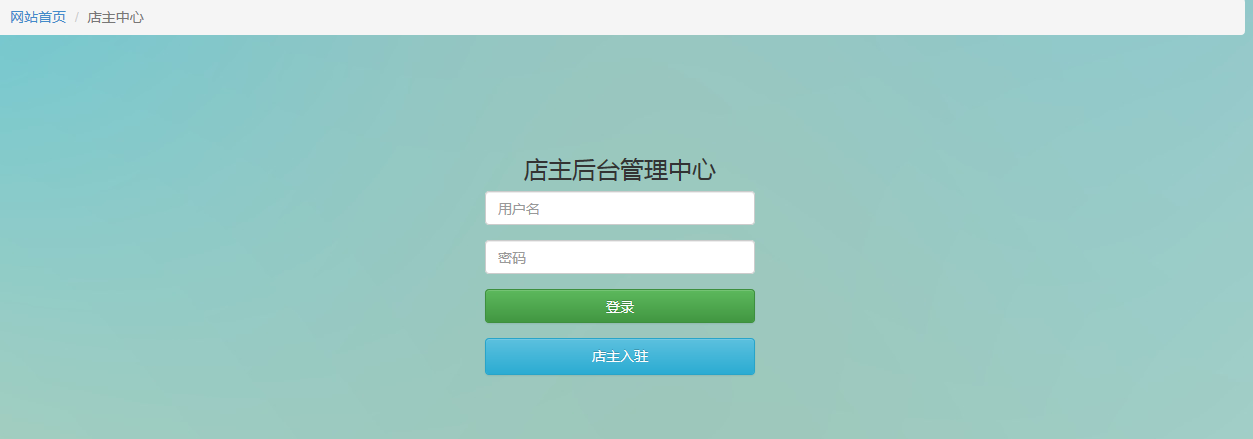 网站首页 / 店主中心
店主后台管理中心
用户名
密码
登录
店主入驻